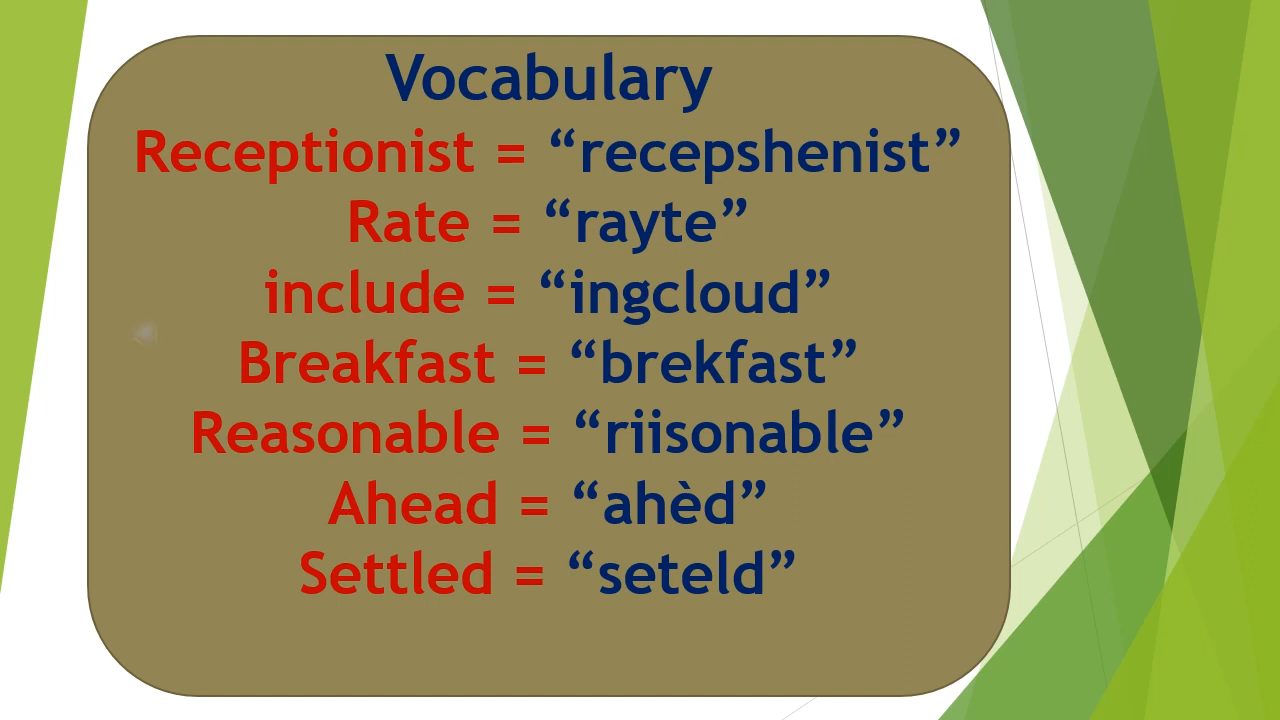 Vocabulary
Receptionist = “recepshenist”
Rate = “rayte”
include = “ingcloud”
Breakfast = “brekfast”
Reasonable = “riisonable”
Ahead = “ahèd”
Settled = “seteld”